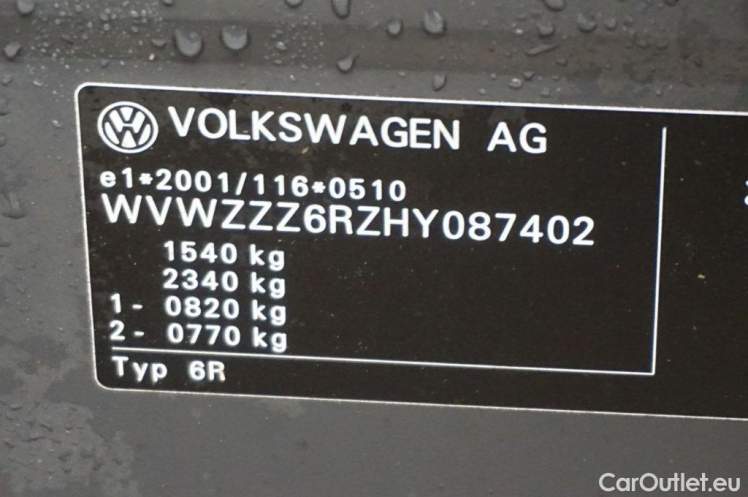 VOLKSWAGEN AG
e1*2001/116*0510
WVWZZZ6RZHY087402
1540 kg
2340 kg
1- 0820 kg
2- 0770 kg
Typ 6R
CarOutlet.eu